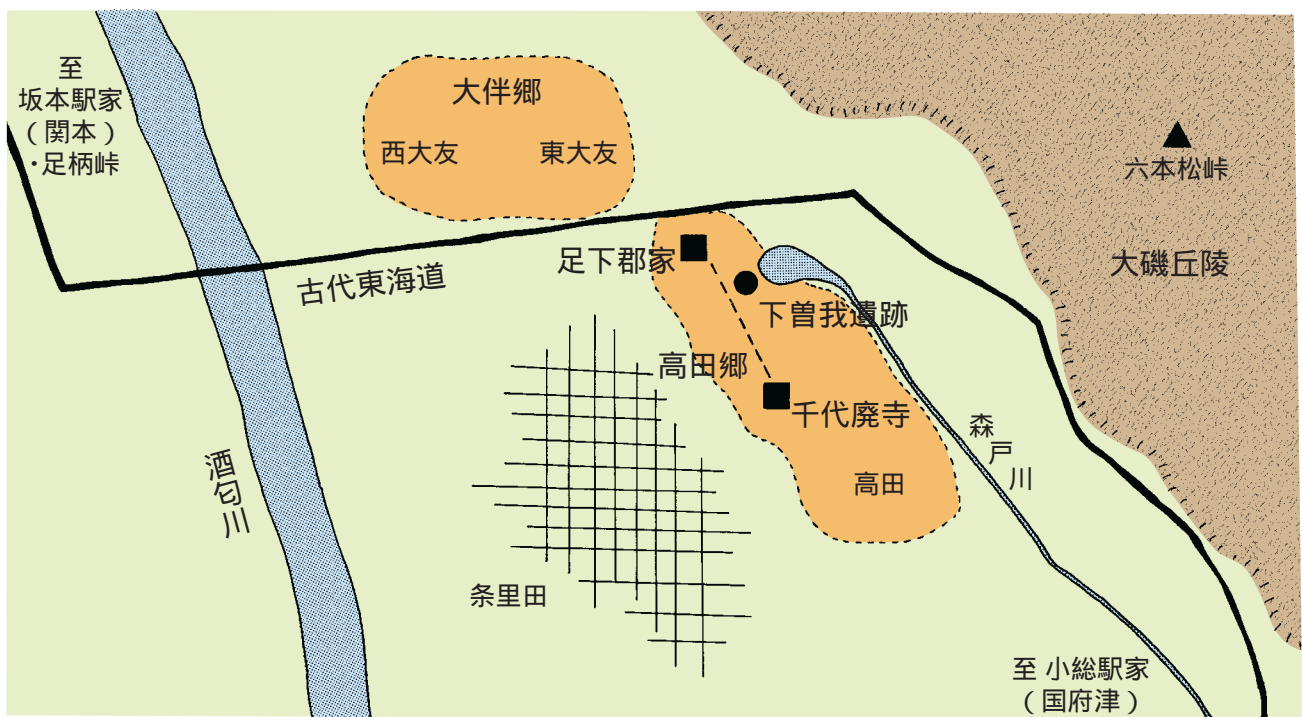 至
坂本駅家
（関本）
・足柄峠
大伴郷
西大友
東大友
六本松峠
大磯丘陵
足下郡家
古代東海道
下曽我遺跡
高田郷
千代廃寺
森戸川
高田
酒匂川
条里田
至 小総駅家
（国府津）